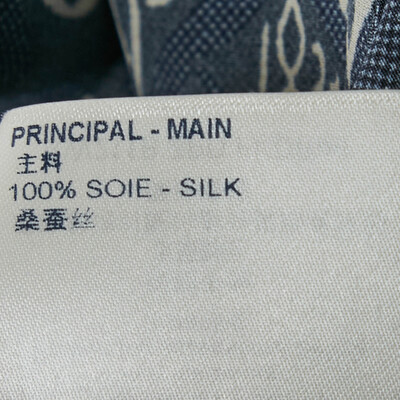 PRINCIPAL - MAIN
主料
100% SOIE - SILK
桑蚕丝